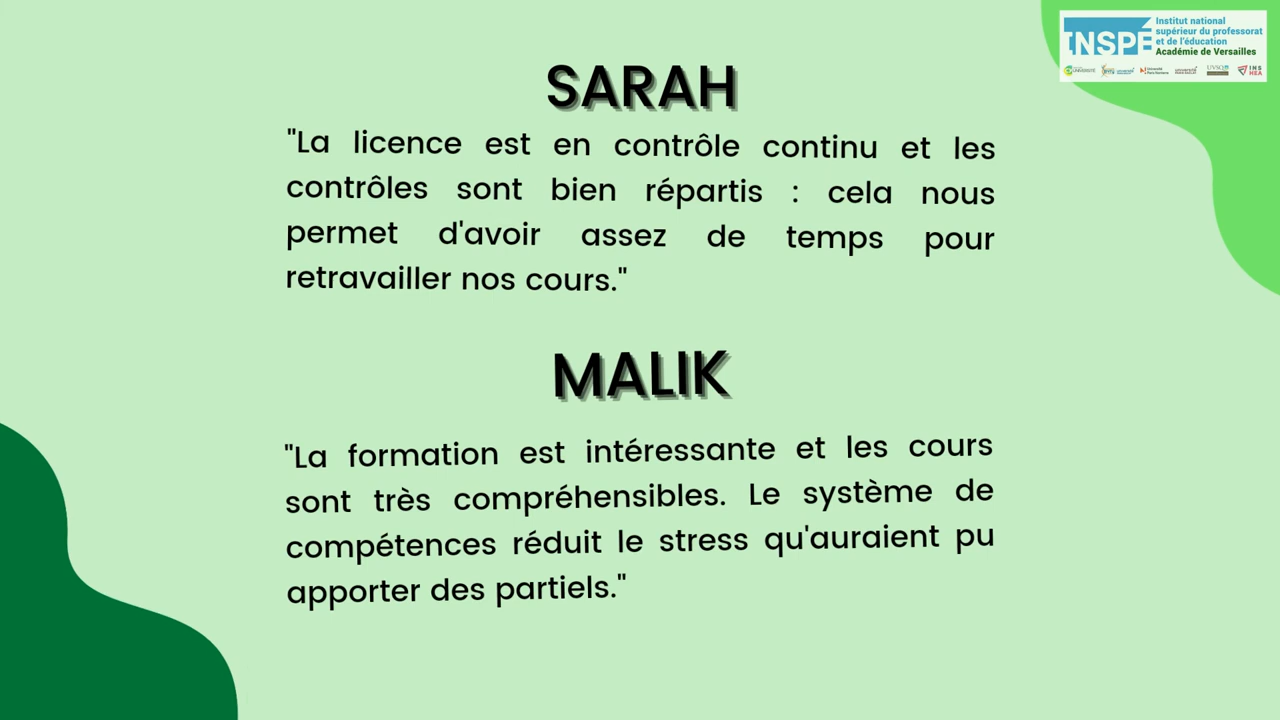 INSPÉ
Institut national
supérieur du professorat
et de l'éducation
Académie de Versailles
UVSQ
INS
HEA
SARAH
"La licence est en contrôle continu et les
contrôles sont bien répartis : cela nous
permet d'avoir assez de temps pour
retravailler nos cours."
MALIK
"La formation est intéressante et les cours
sont très compréhensibles. Le système de
compétences réduit le stress qu'auraient pu
apporter des partiels."